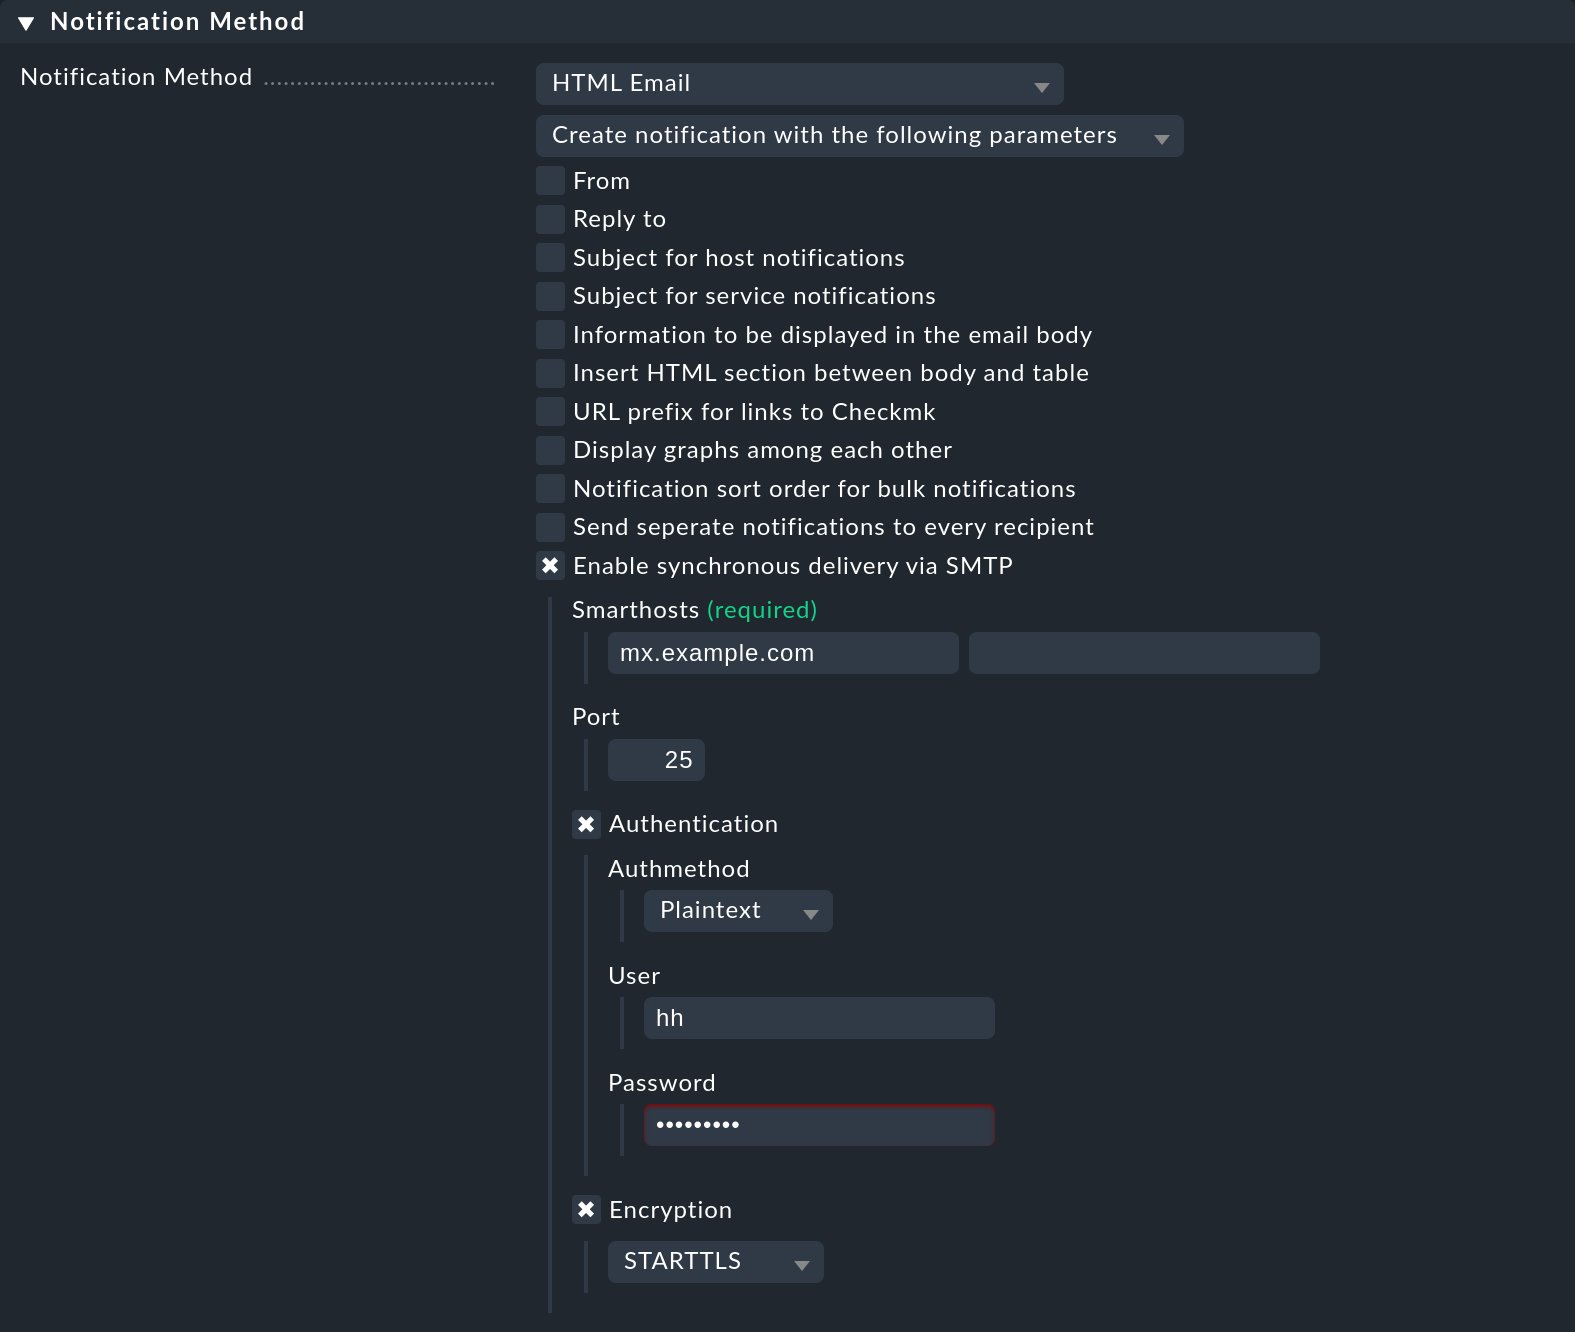 Notification Method
Notification Method
HTML Email
Create notification with the following parameters
From
Reply to
Subject for host notifications
Subject for service notifications
Information to be displayed in the email body
Insert HTML section between body and table
URL prefix for links to Checkmk
Display graphs among each other
Notification sort order for bulk notifications
Send seperate notifications to every recipient
Enable synchronous delivery via SMTP
Smarthosts (required)
mx.example.com
Port
25
Authentication
Authmethod
Plaintext
User
hh
Password
•••••••••
Encryption
STARTTLS